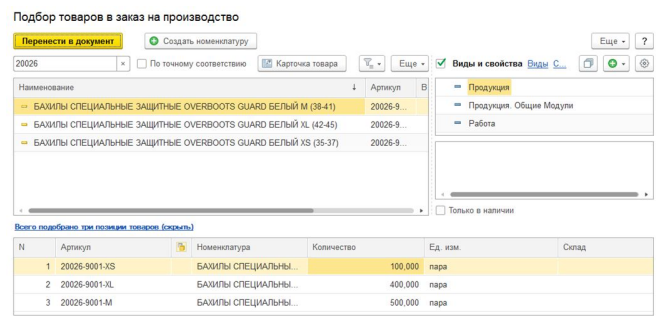 Подбор товаров в заказ на производство
Перенести в документ Создать номенклатуру Еще ?
20026 × По точному соответствию Карточка товара Еще Виды и свойства Виды С...
Наименование ↓ Артикул В
БАХИЛЫ СПЕЦИАЛЬНЫЕ ЗАЩИТНЫЕ OVERBOOTS GUARD БЕЛЫЙ M (38-41) 20026-9...
БАХИЛЫ СПЕЦИАЛЬНЫЕ ЗАЩИТНЫЕ OVERBOOTS GUARD БЕЛЫЙ XL (42-45) 20026-9...
БАХИЛЫ СПЕЦИАЛЬНЫЕ ЗАЩИТНЫЕ OVERBOOTS GUARD БЕЛЫЙ XS (35-37) 20026-9...
Продукция
Продукция. Общие Модули
Работа
Только в наличии
Всего подобрано три позиции товаров (скрыть)
N Артикул Номенклатура Количество Ед. изм. Склад
1 20026-9001-XS БАХИЛЫ СПЕЦИАЛЬНЫ... 100,000 пара
2 20026-9001-XL БАХИЛЫ СПЕЦИАЛЬНЫ... 400,000 пара
3 20026-9001-M БАХИЛЫ СПЕЦИАЛЬНЫ... 500,000 пара